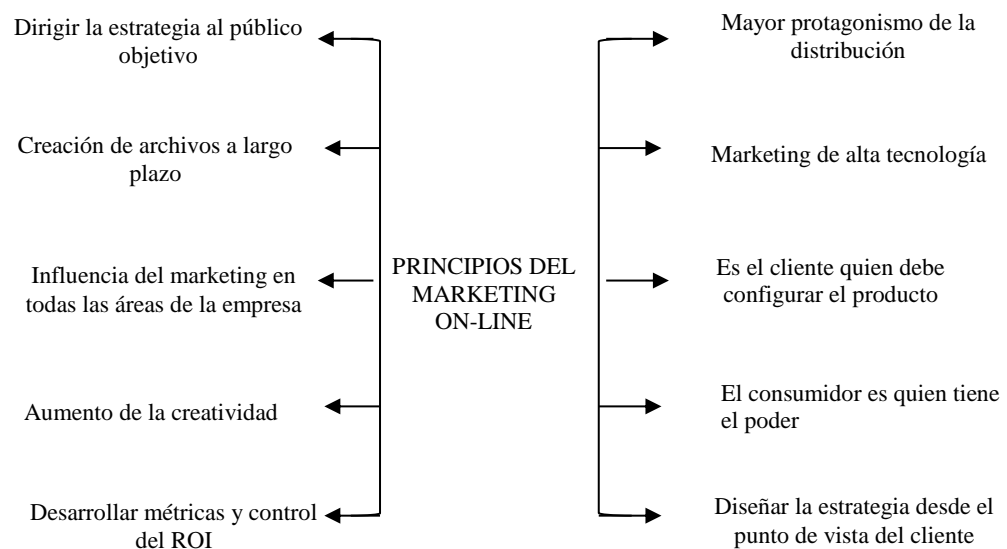 Dirigir la estrategia al público
objetivo
Creación de archivos a largo
plazo
Influencia del marketing en
todas las áreas de la empresa
Aumento de la creatividad
Desarrollar métricas y control
del ROI
PRINCIPIOS DEL
MARKETING
ON-LINE
Mayor protagonismo de la
distribución
Marketing de alta tecnología
Es el cliente quien debe
configurar el producto
El consumidor es quien tiene
el poder
Diseñar la estrategia desde el
punto de vista del cliente